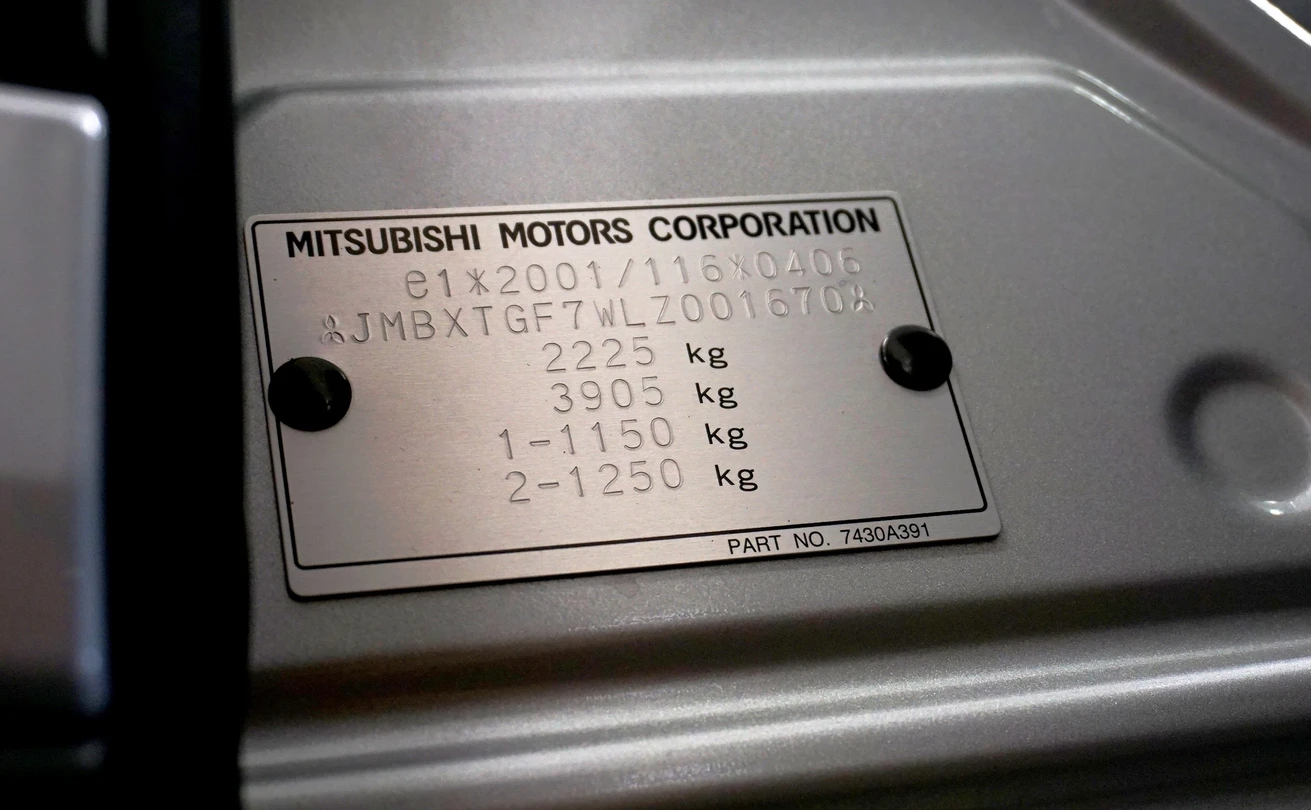 MITSUBISHI MOTORS CORPORATION
e1*2001/116*0406
JMBXTGF7WLZ001670
2225 kg
3905 kg
1-1150 kg
2-1250 kg
PART NO. 7430A391